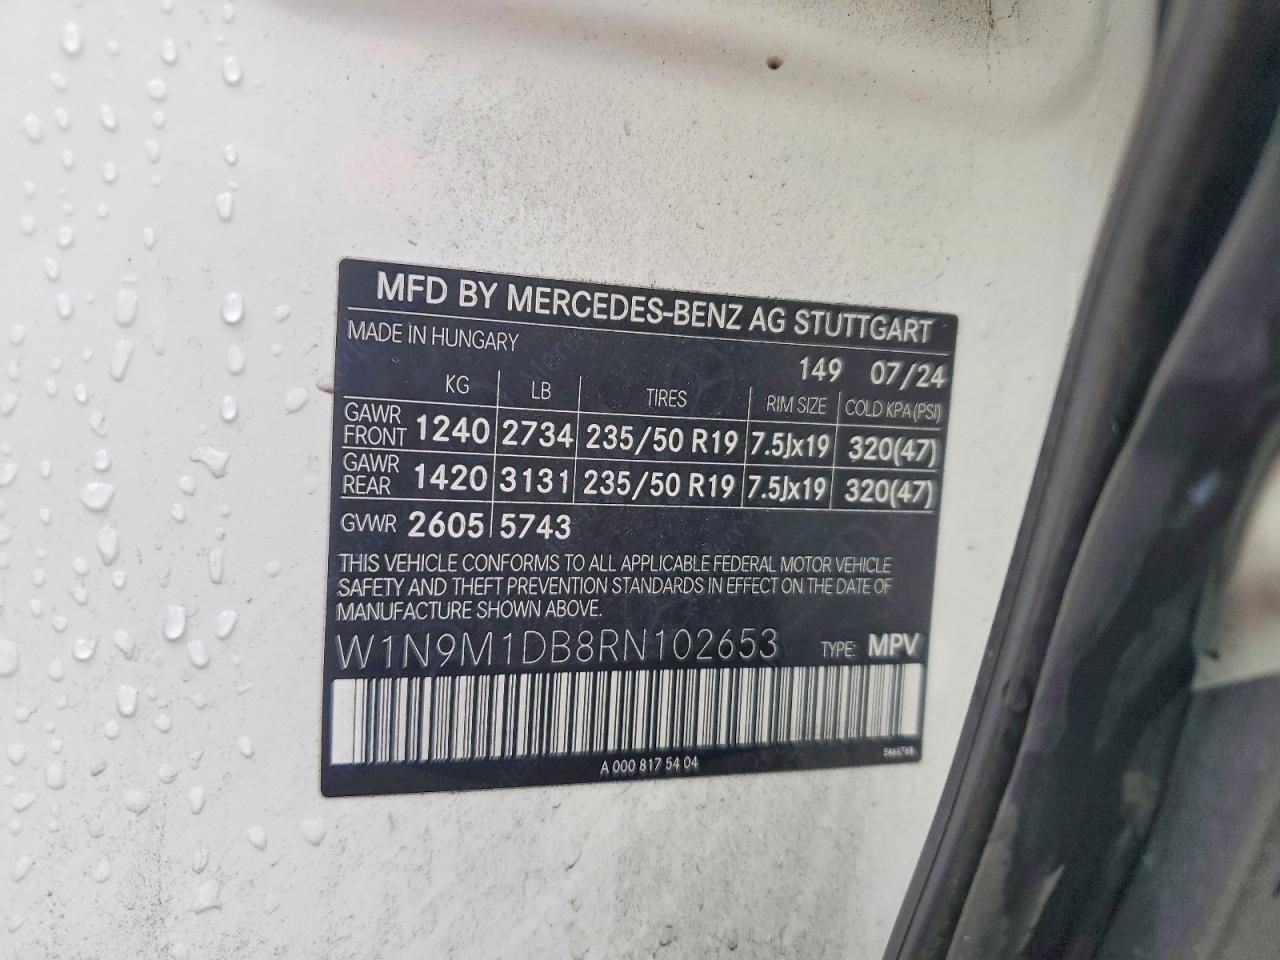 MFD BY MERCEDES-BENZ AG STUTTGART
MADE IN HUNGARY
149 07/24
KG LB TIRES RIM SIZE COLD KPA (PSI)
GAWR FRONT 1240 2734 235/50 R19 7.5Jx19 320(47)
GAWR REAR 1420 3131 235/50 R19 7.5Jx19 320(47)
GVWR 2605 5743
THIS VEHICLE CONFORMS TO ALL APPLICABLE FEDERAL MOTOR VEHICLE
SAFETY AND THEFT PREVENTION STANDARDS IN EFFECT ON THE DATE OF
MANUFACTURE SHOWN ABOVE.
W1N9M1DB8RN102653 TYPE: MPV
A 000 817 54 04